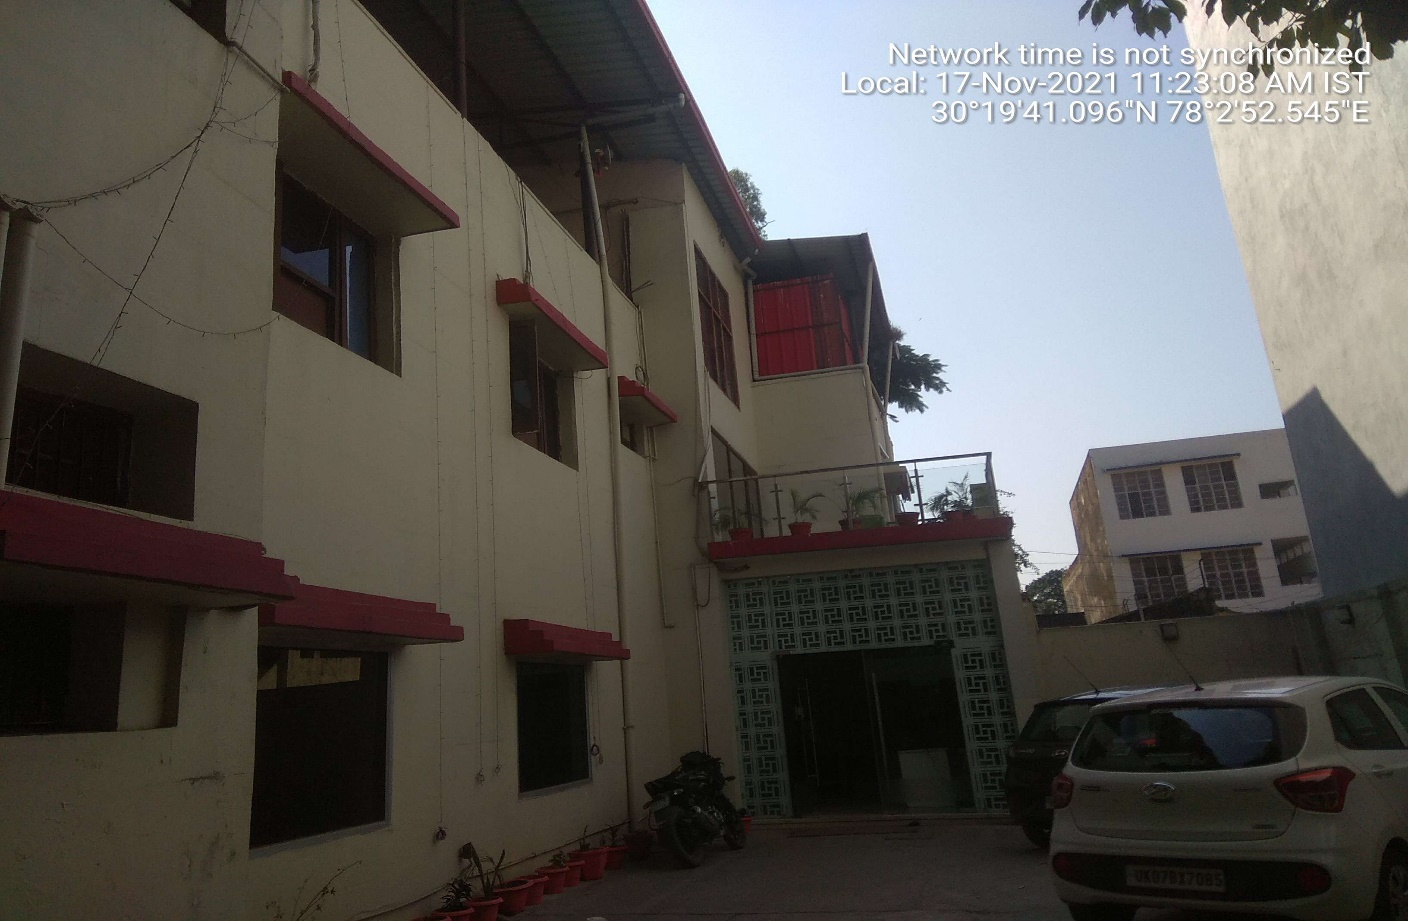 Network time is not synchronized
Local: 17-Nov-2021 11:23:08 AM IST
30°19'41.096"N 78°2'52.545"E
UK07BX7085